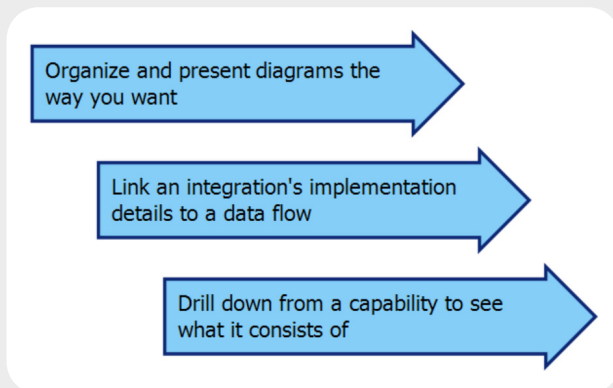 Organize and present diagrams the
way you want
Link an integration's implementation
details to a data flow
Drill down from a capability to see
what it consists of